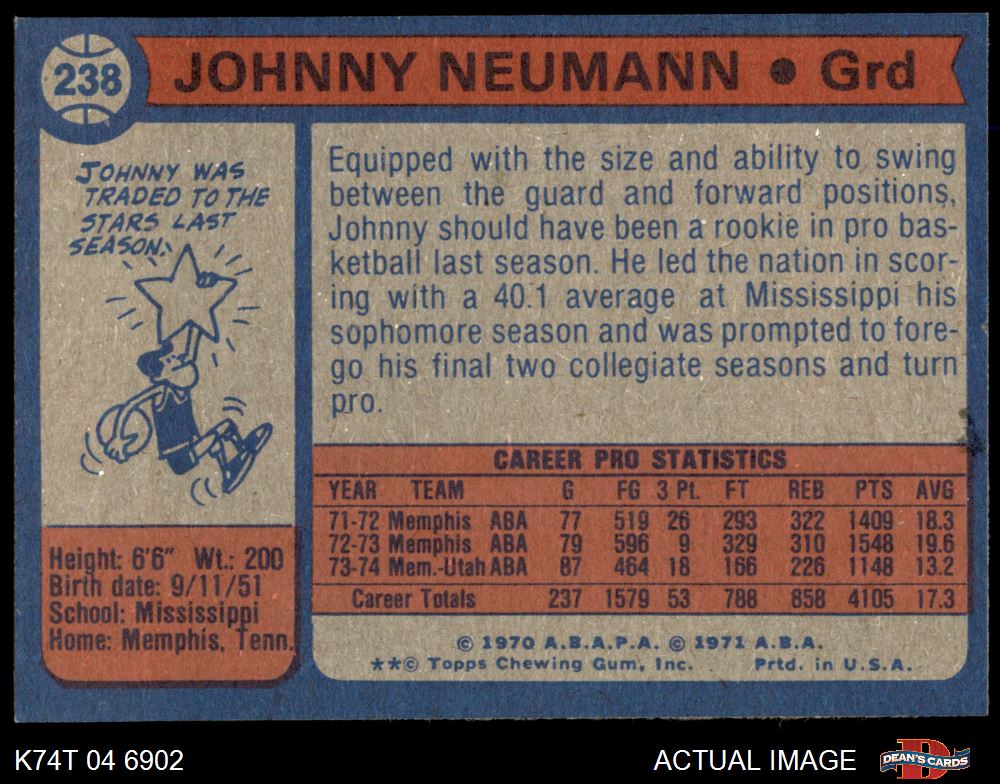 238
JOHNNY NEUMANN • Grd
JOHNNY WAS
TRADED TO THE
STARS LAST
SEASON.
Height: 6'6" Wt.: 200
Birth date: 9/11/51
School: Mississippi
Home: Memphis, Tenn.
Equipped with the size and ability to swing
between the guard and forward positions,
Johnny should have been a rookie in pro bas-
ketball last season. He led the nation in scor-
ing with a 40.1 average at Mississippi his
sophomore season and was prompted to fore-
go his final two collegiate seasons and turn
pro.
CAREER PRO STATISTICS
YEAR TEAM G FG 3 Pt. FT REB PTS AVG
71-72 Memphis ABA 77 519 26 293 322 1409 18.3
72-73 Memphis ABA 79 596 9 329 310 1548 19.6
73-74 Mem.-Utah ABA 87 464 18 166 226 1148 13.2
Career Totals 237 1579 53 788 858 4105 17.3
© 1970 A.B.A.P.A. © 1971 A.B.A.
**© Topps Chewing Gum, Inc. Prtd. in U.S.A.
K74T 04 6902
ACTUAL IMAGE
DEAN'S CARDS